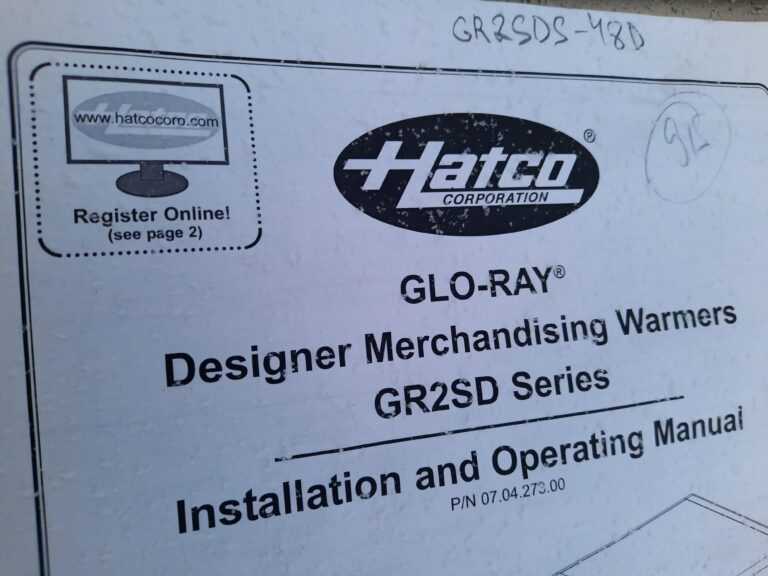 GR2SDS-48D
www.hatcocorp.com
Register Online!
(see page 2)
Hatco®
CORPORATION
GLO-RAY®
Designer Merchandising Warmers
GR2SD Series
Installation and Operating Manual
P/N 07.04.273.00